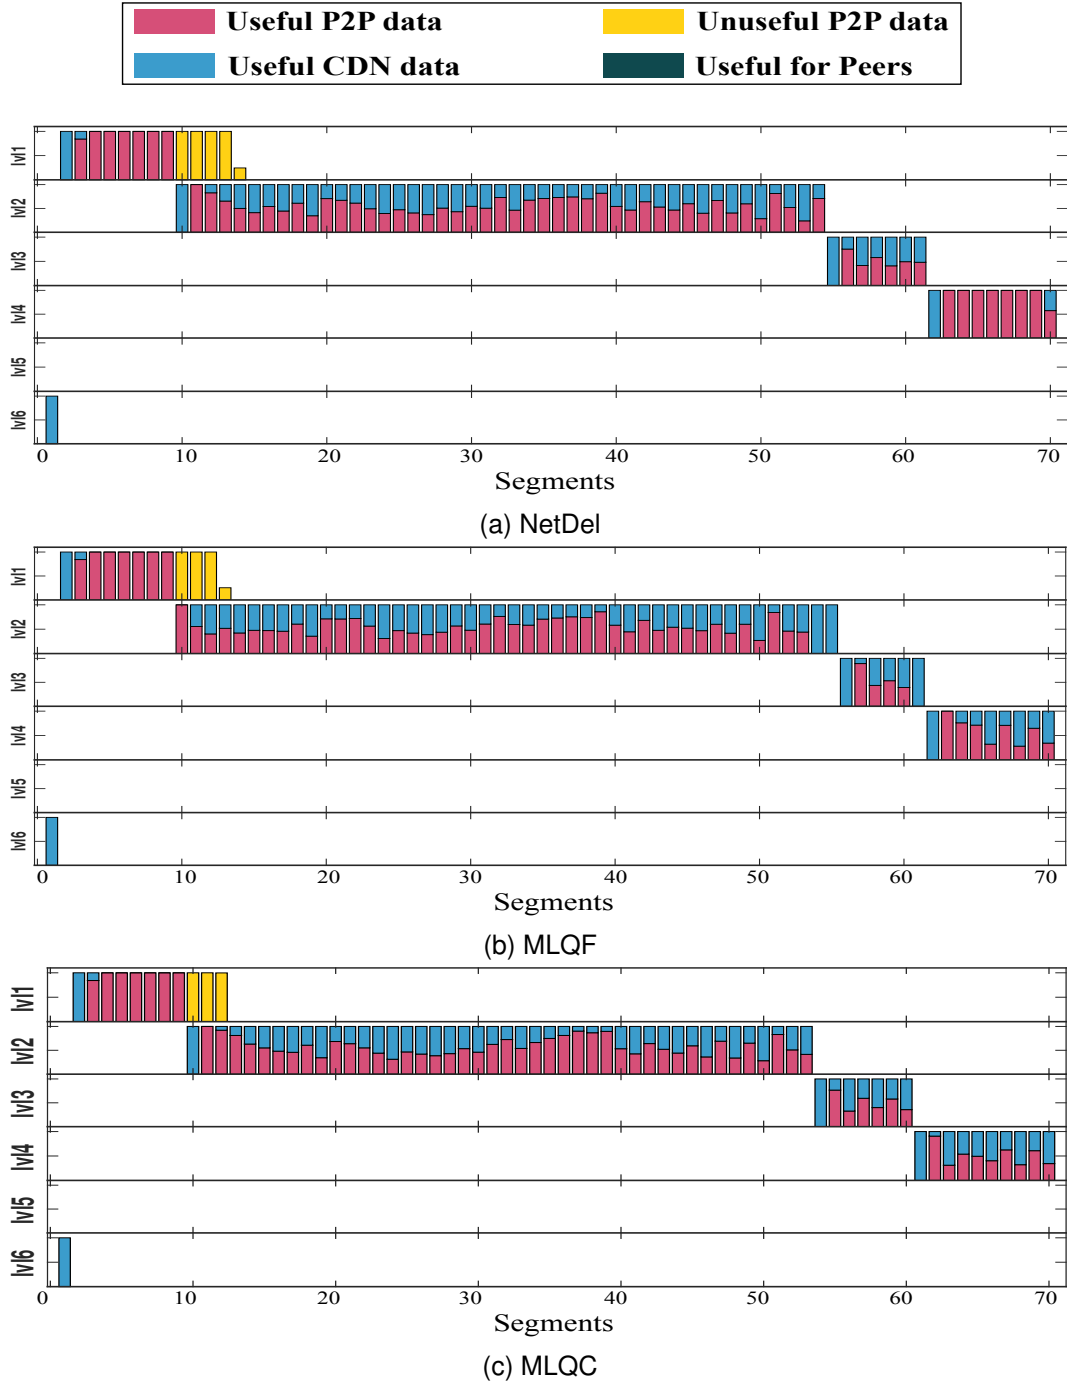 Useful P2P data Unuseful P2P data
Useful CDN data Useful for Peers
lvl1
lvl2
lvl3
lvl4
lvl5
lvl6
0 10 20 30 40 50 60 70
Segments
(a) NetDel
lvl1
lvl2
lvl3
lvl4
lvl5
lvl6
0 10 20 30 40 50 60 70
Segments
(b) MLQF
lvl1
lvl2
lvl3
lvl4
lvl5
lvl6
0 10 20 30 40 50 60 70
Segments
(c) MLQC